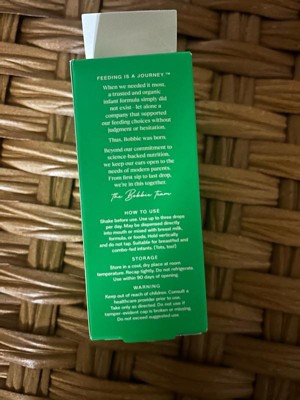 FEEDING IS A JOURNEY.™
When we needed it most,
a trusted and organic
infant formula simply did
not exist - let alone a
company that supported
our feeding choices without
judgment or hesitation.
Thus, Bobbie was born.
Beyond our commitment to
science backed nutrition,
we keep our ears open to the
needs of modern parents.
From first sip to last drop,
we're in this together.
The Bobbie Team
HOW TO USE
Shake before use. Use up to three drops
per day. May be dispensed directly
into mouth or mixed with breast milk,
formula, or foods. Hold vertically
and do not tap. Suitable for breastfed and
combo-fed infants. (Tots, too!)
STORAGE
Store in a cool, dry place at room
temperature. Recap tightly. Do not refrigerate.
Use within 60 days of opening.
WARNING
Keep out of reach of children. Consult a
healthcare provider prior to use.
Take only as directed. Do not use if
tamper-evident cap is broken or missing.
Do not exceed suggested use.